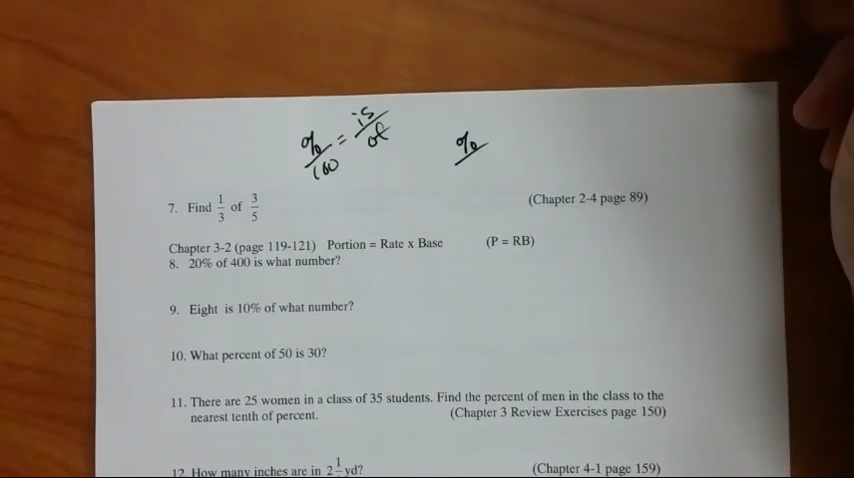 %/100 = is/of %
7. Find 1/3 of 3/5 (Chapter 2-4 page 89)
Chapter 3-2 (page 119-121) Portion = Rate x Base (P = RB)
8. 20% of 400 is what number?
9. Eight is 10% of what number?
10. What percent of 50 is 30?
11. There are 25 women in a class of 35 students. Find the percent of men in the class to the
nearest tenth of percent. (Chapter 3 Review Exercises page 150)
12. How many inches are in 2 1/ yd? (Chapter 4-1 page 159)